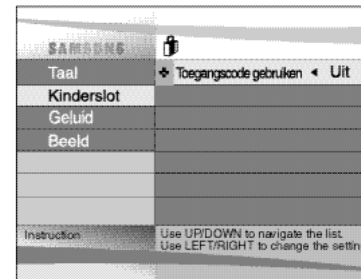 SAMSUNG
Taal
Toegangscode gebruiken ◄ Uit
Kinderslot
Geluid
Beeld
Instruction
Use UP/DOWN to navigate the list.
Use LEFT/RIGHT to change the settin